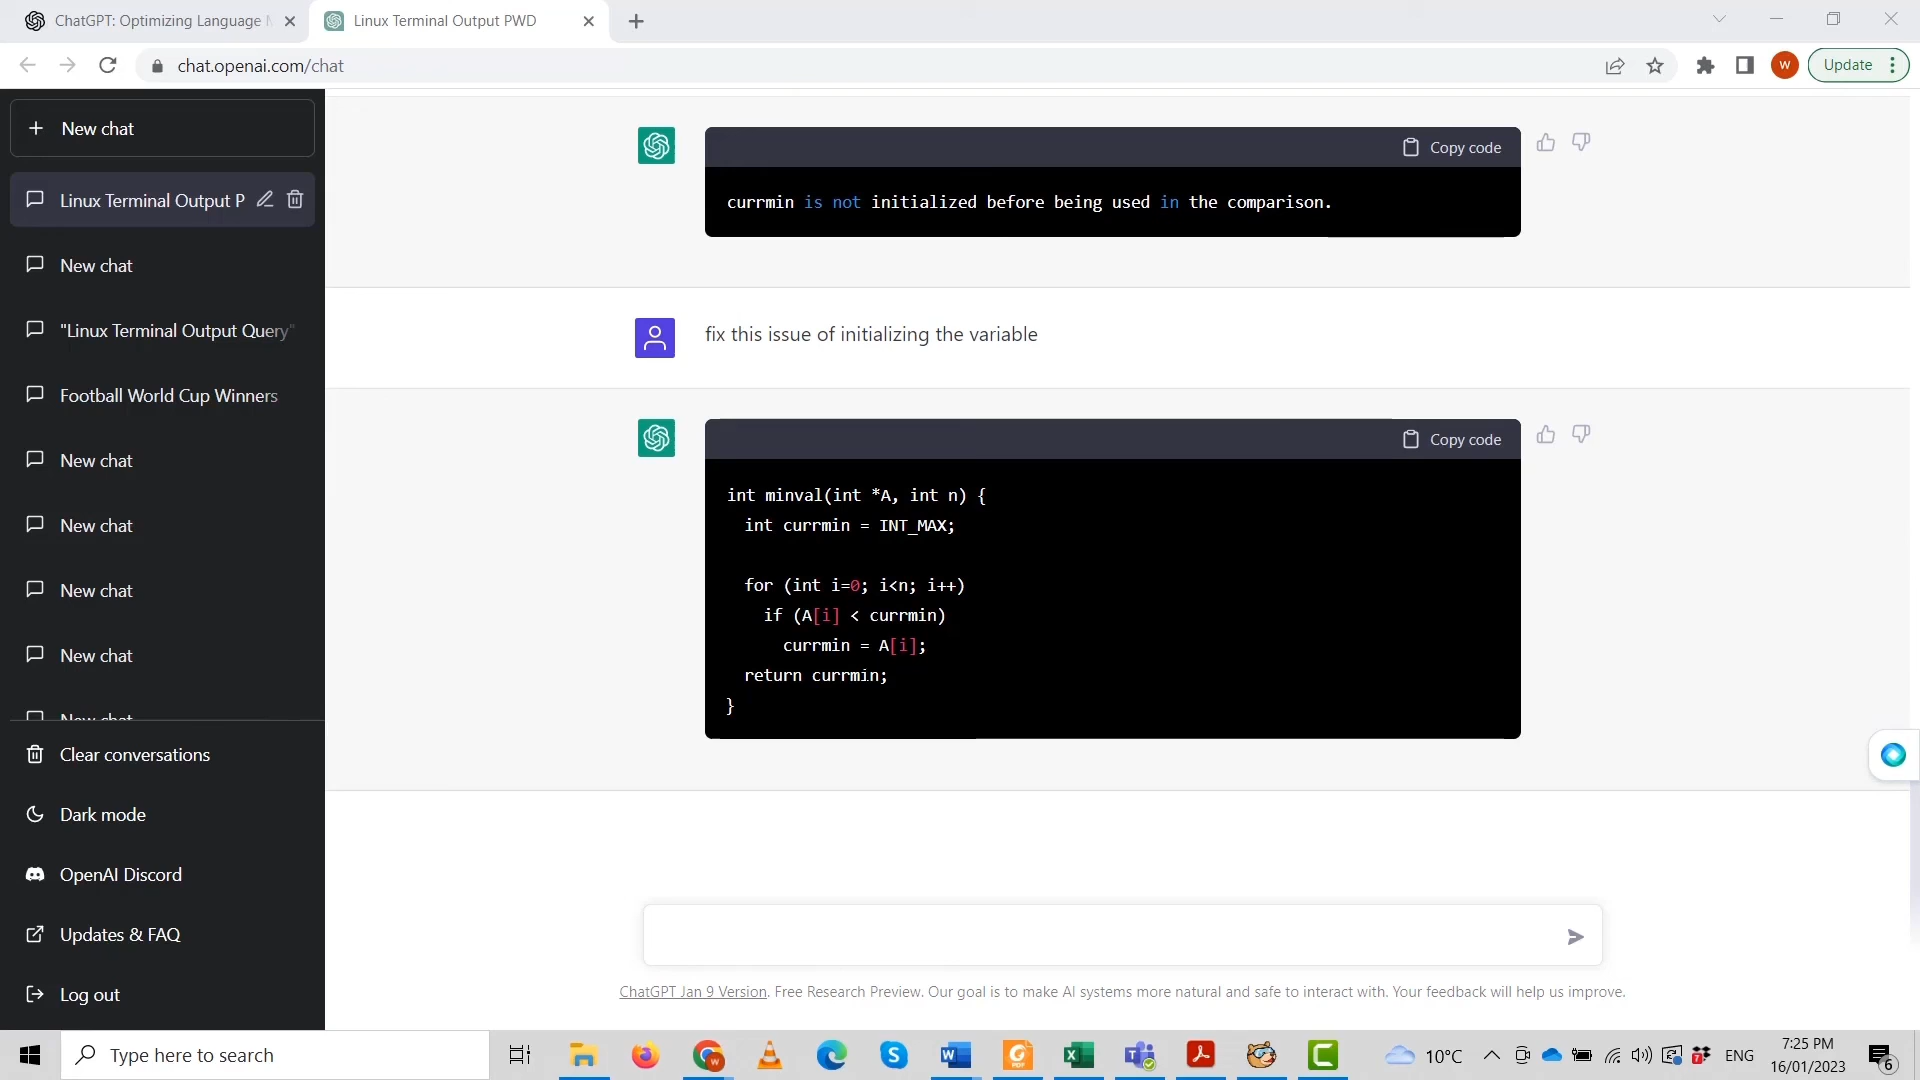 ChatGPT: Optimizing Language M
Linux Terminal Output PWD
chat.openai.com/chat
W
Update
New chat
Linux Terminal Output P
New chat
"Linux Terminal Output Query"
Football World Cup Winners
New chat
New chat
New chat
New chat
New chat
Clear conversations
Dark mode
OpenAI Discord
Updates & FAQ
Log out
Copy code
currmin is not initialized before being used in the comparison.
fix this issue of initializing the variable
Copy code
int minval(int *A, int n) {
int currmin = INT_MAX;
for (int i=0; i<n; i++)
if (A[i] < currmin)
currmin = A[i];
return currmin;
}
ChatGPT Jan 9 Version. Free Research Preview. Our goal is to make AI systems more natural and safe to interact with. Your feedback will help us improve.
Type here to search
10°C
ENG
7:25 PM
16/01/2023
6